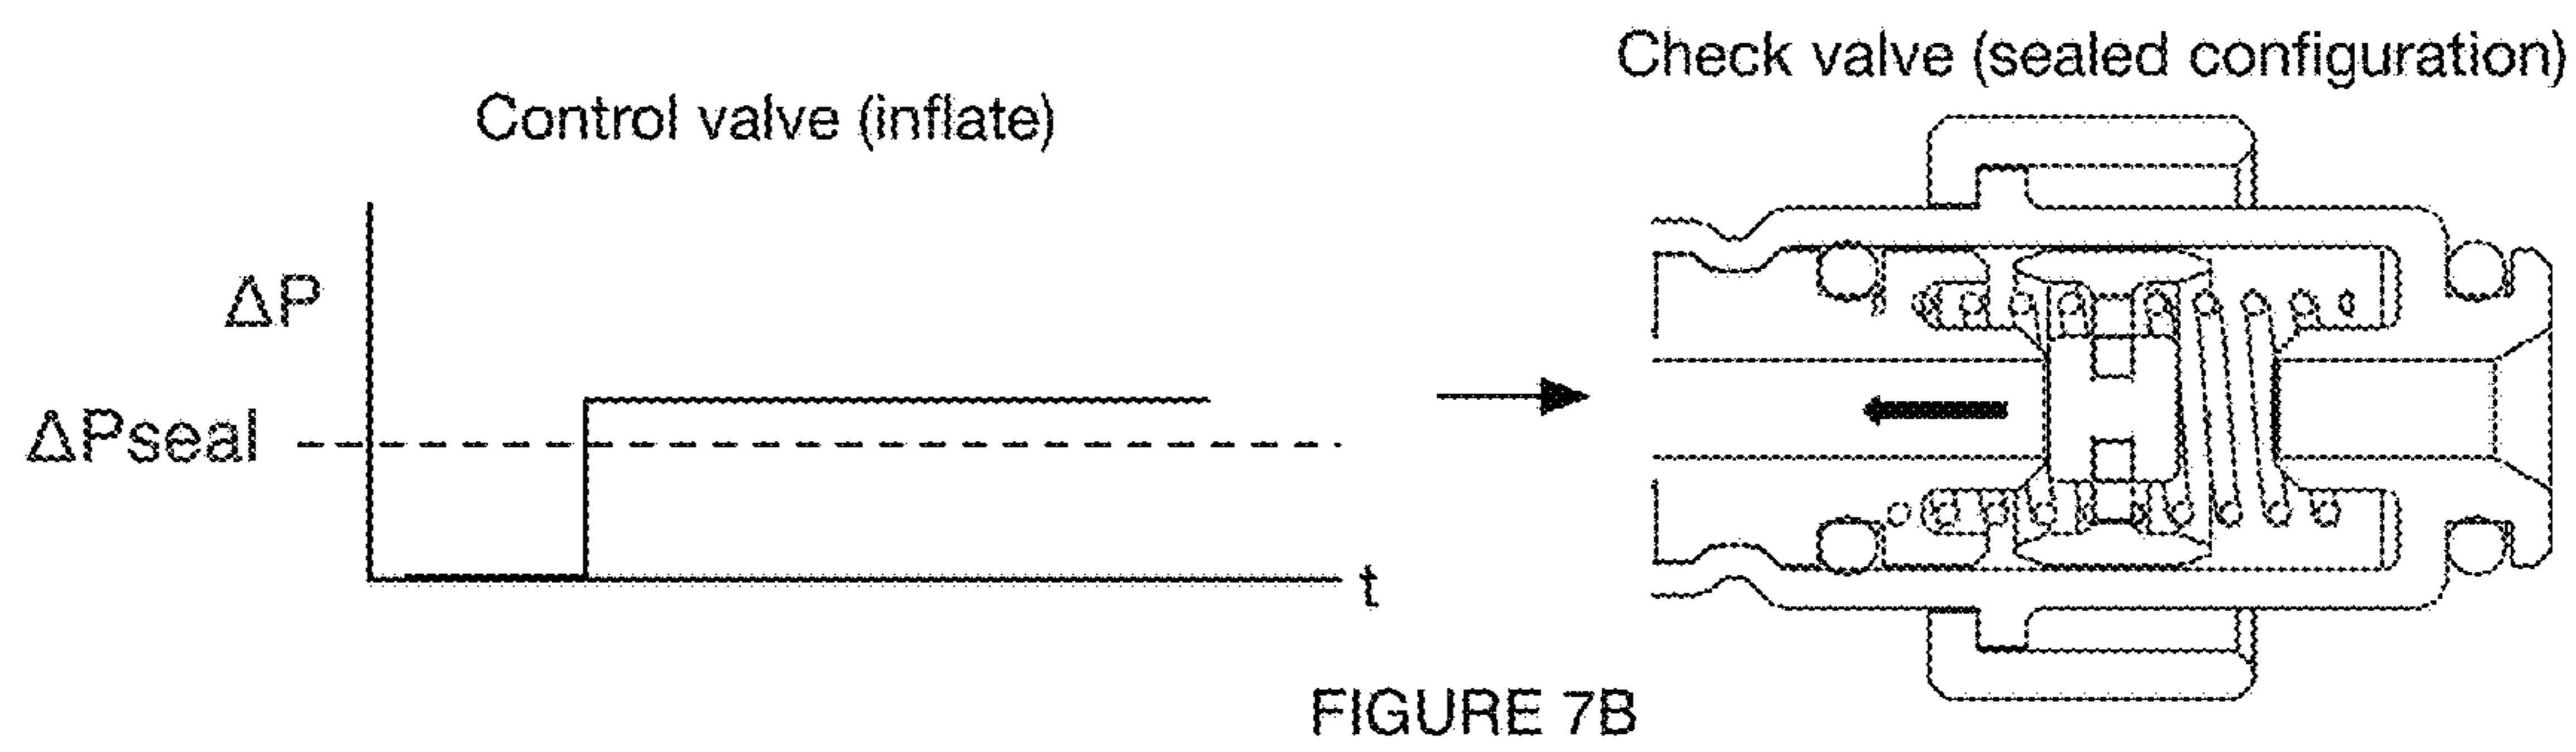 Check valve (sealed configuration)
Control valve (inflate)
ΔP
ΔPseal
t
FIGURE 7B